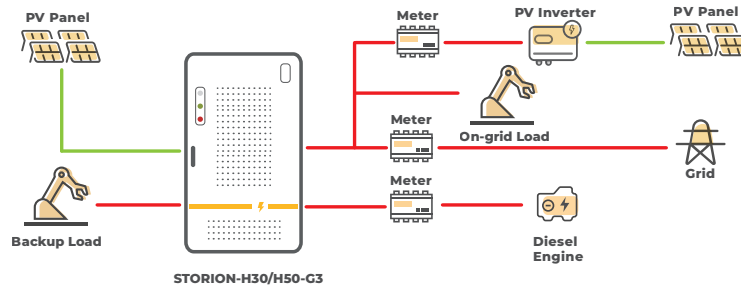 PV Panel
Meter
PV Inverter
PV Panel
On-grid Load
Meter
Grid
Meter
Backup Load
Diesel
Engine
STORION-H30/H50-G3